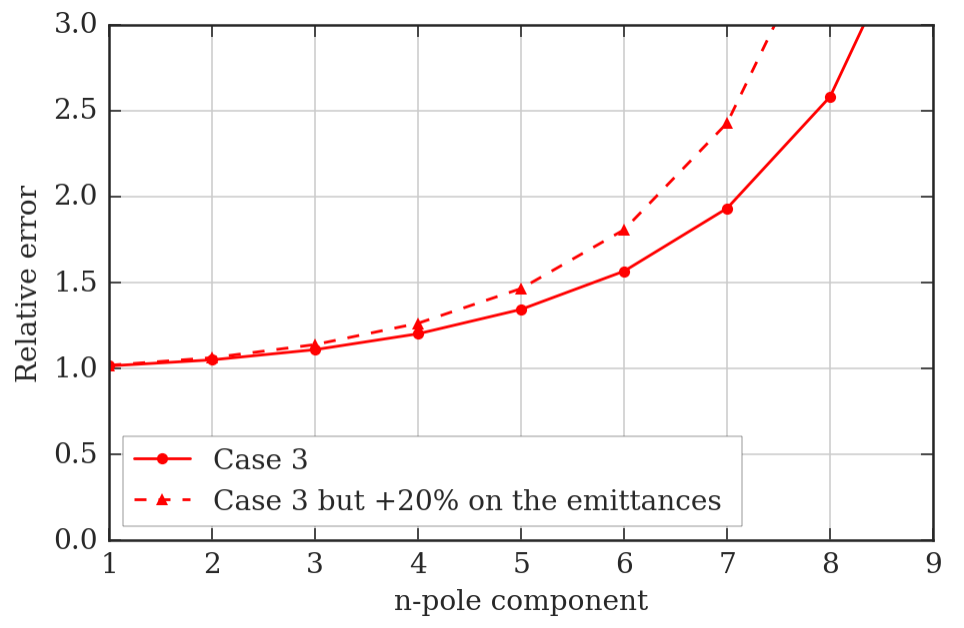 3.0
2.5
2.0
1.5
1.0
0.5
0.0
Relative error
Case 3
Case 3 but +20% on the emittances
1 2 3 4 5 6 7 8 9
n-pole component